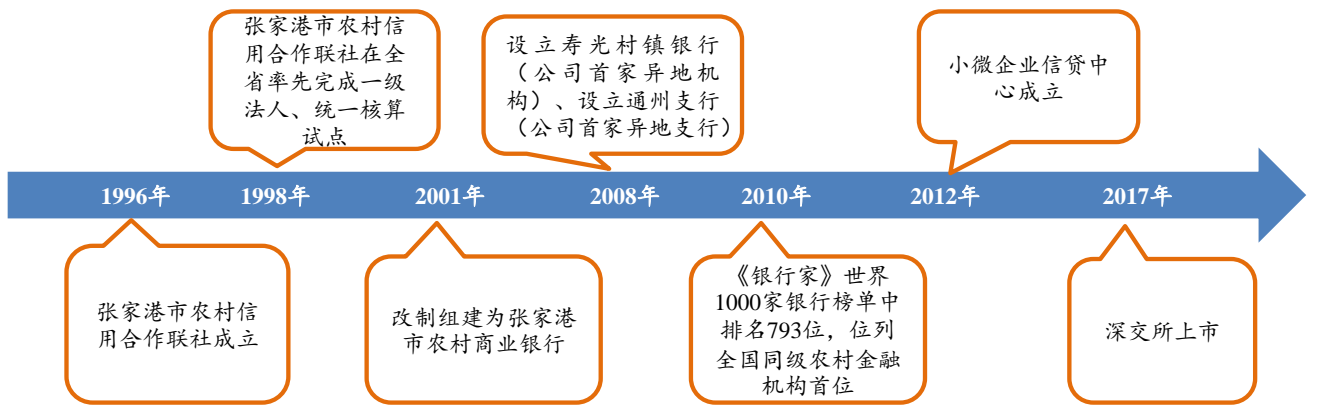 张家港市农村信
用合作联社在全
省率先完成一级
法人、统一核算
试点
设立寿光村镇银行
（公司首家异地机
构）、设立通州支行
（公司首家异地支行）
小微企业信贷中
心成立
1996年
1998年
2001年
2008年
2010年
2012年
2017年
张家港市农村信
用合作联社成立
改制组建为张家港
市农村商业银行
《银行家》世界
1000家银行榜单中
排名793位，位列
全国同级农村金融
机构首位
深交所上市